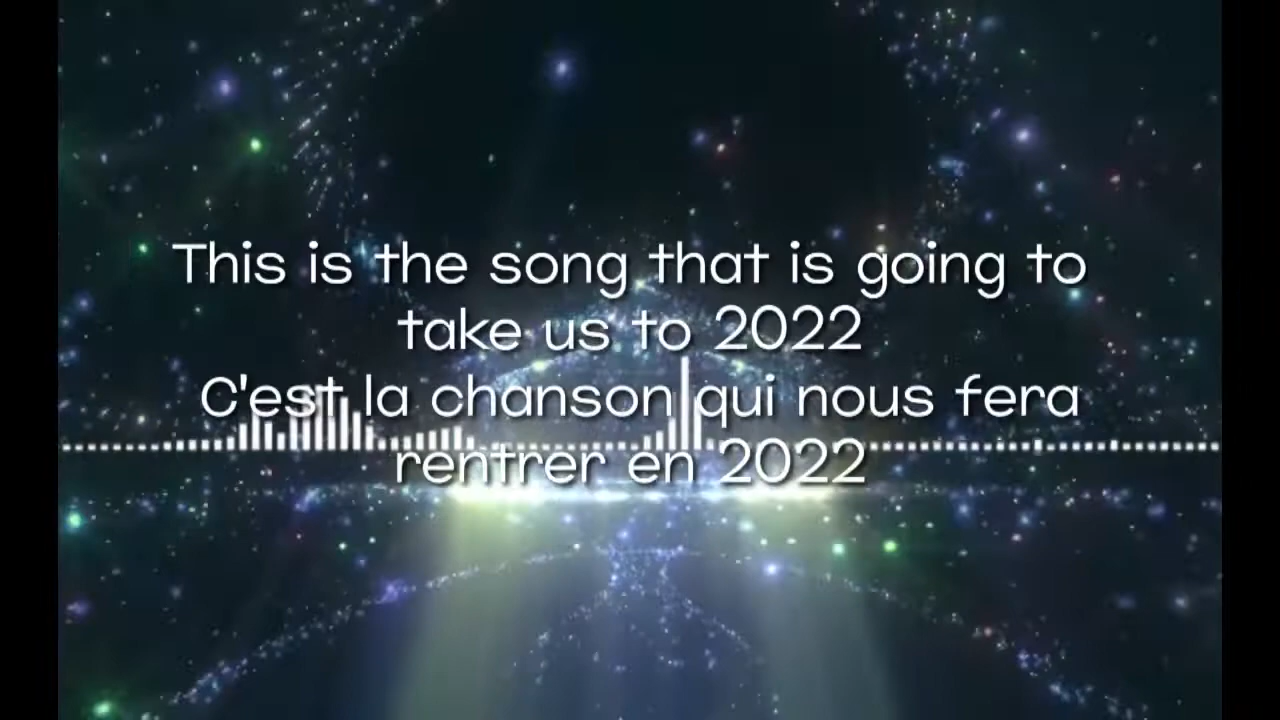 This is the song that is going to
take us to 2022
C'est la chanson qui nous fera
rentrer en 2022